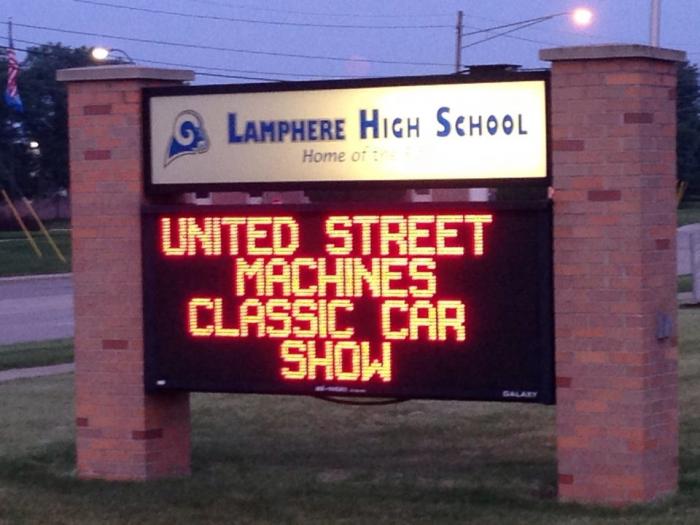 LAMPHERE HIGH SCHOOL
Home of the
UNITED STREET
MACHINES
CLASSIC CAR
SHOW
GALAXY